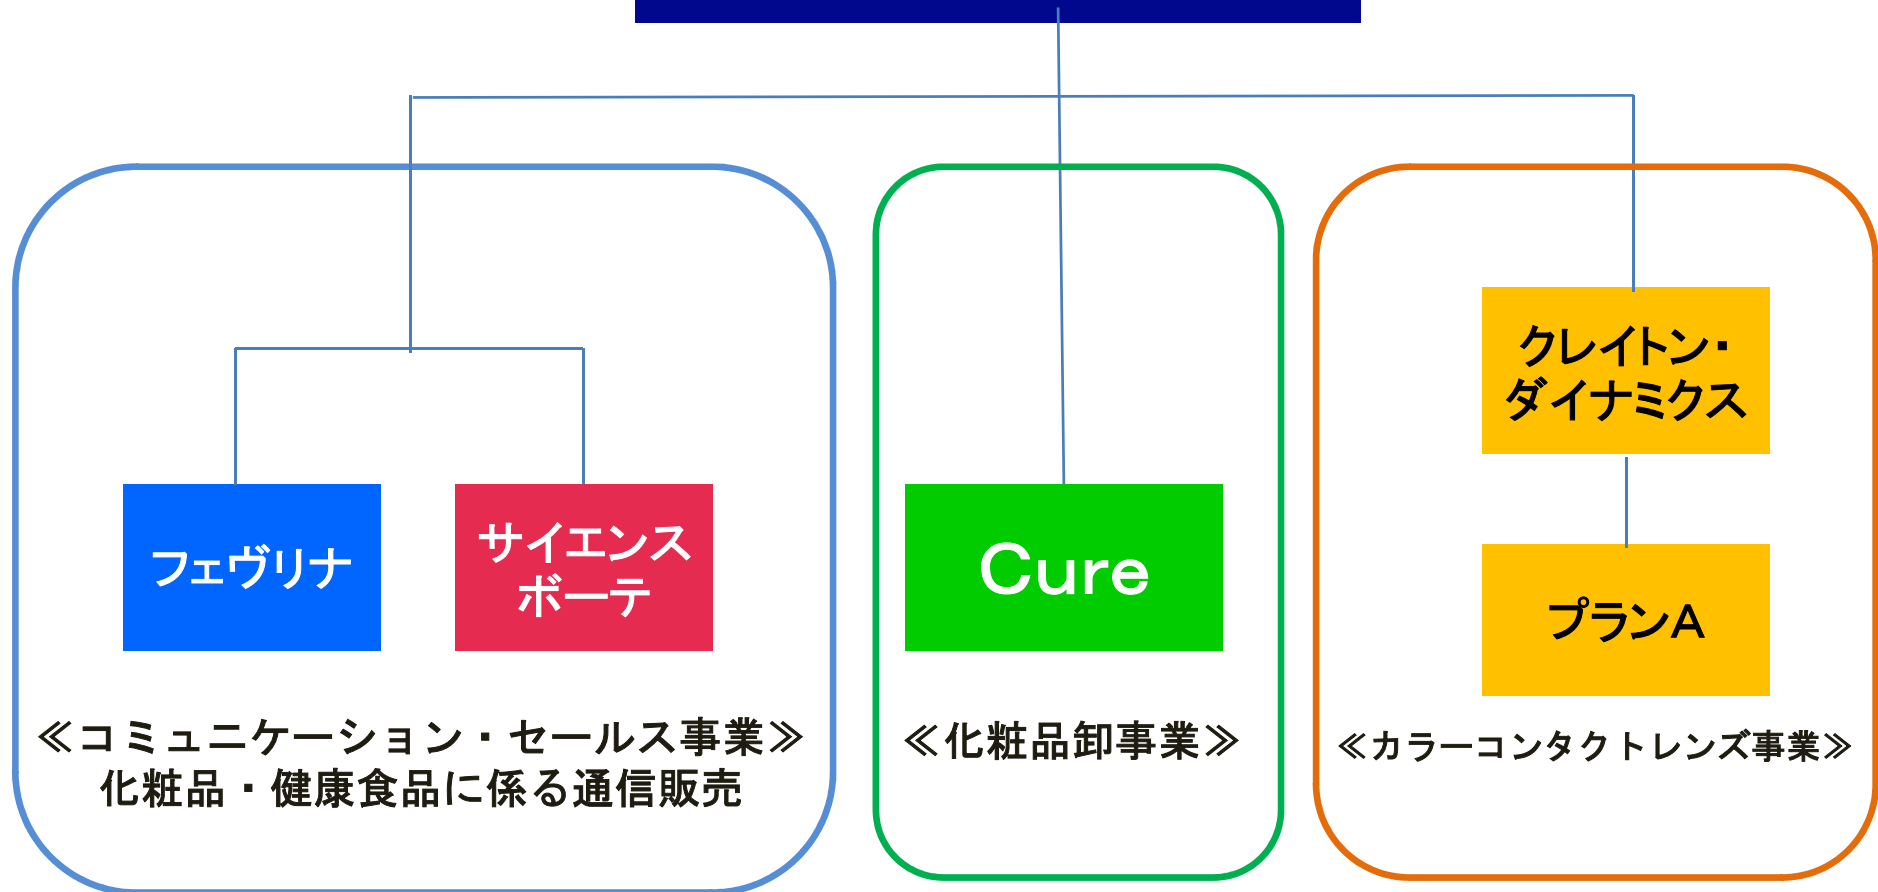 フェヴリナ
サイエンス
ボーテ
Cure
クレイトン・
ダイナミクス
プランA
≪コミュニケーション・セールス事業≫
化粧品・健康食品に係る通信販売
≪化粧品卸事業≫
≪カラーコンタクトレンズ事業≫